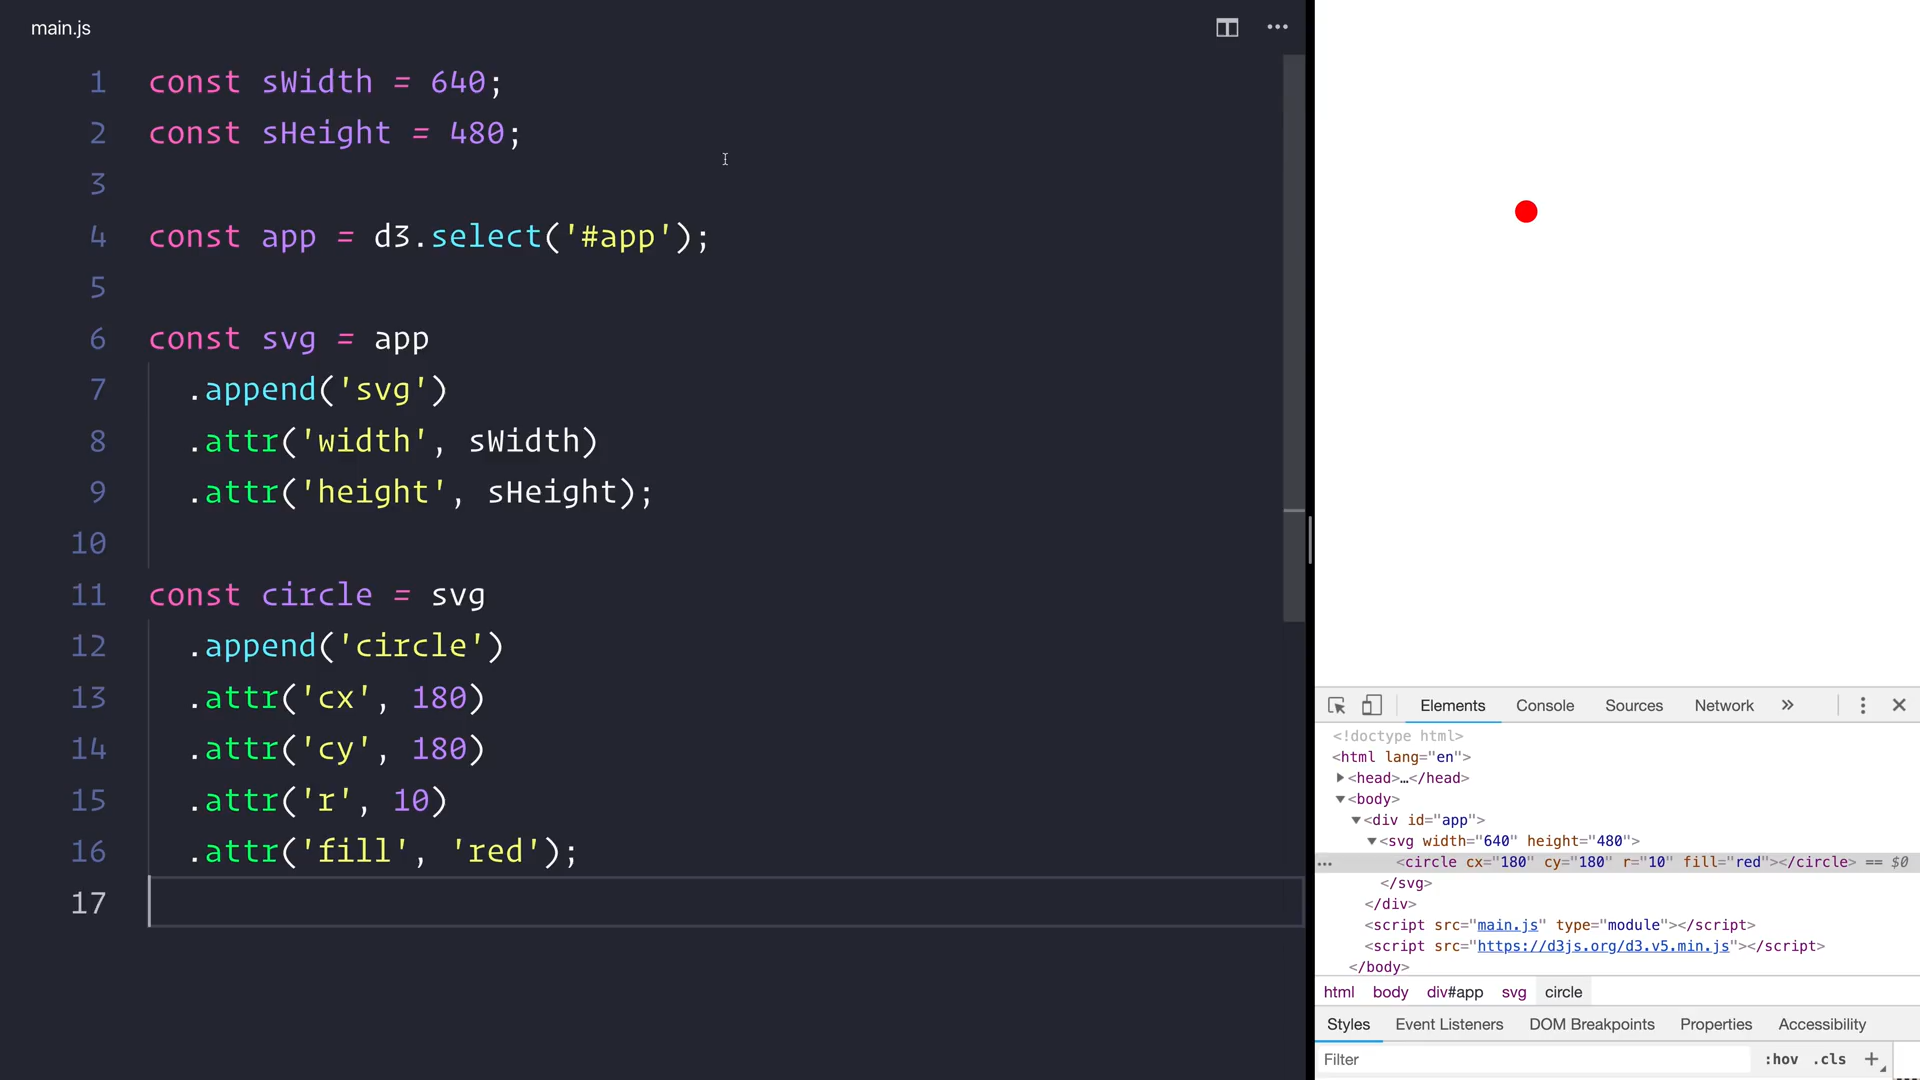 main.js
1 const sWidth = 640;
2 const sHeight = 480;
3
4 const app = d3.select('#app');
5
6 const svg = app
7 .append('svg')
8 .attr('width', sWidth)
9 .attr('height', sHeight);
10
11 const circle = svg
12 .append('circle')
13 .attr('cx', 180)
14 .attr('cy', 180)
15 .attr('r', 10)
16 .attr('fill', 'red');
17
Elements Console Sources Network »
<!doctype html>
<html lang="en">
<head>…</head>
<body>
<div id="app">
<svg width="640" height="480">
<circle cx="180" cy="180" r="10" fill="red"></circle> == $0
</svg>
</div>
<script src="main.js" type="module"></script>
<script src="https://d3js.org/d3.v5.min.js"></script>
</body>
html body div#app svg circle
Styles Event Listeners DOM Breakpoints Properties Accessibility
Filter :hov .cls +